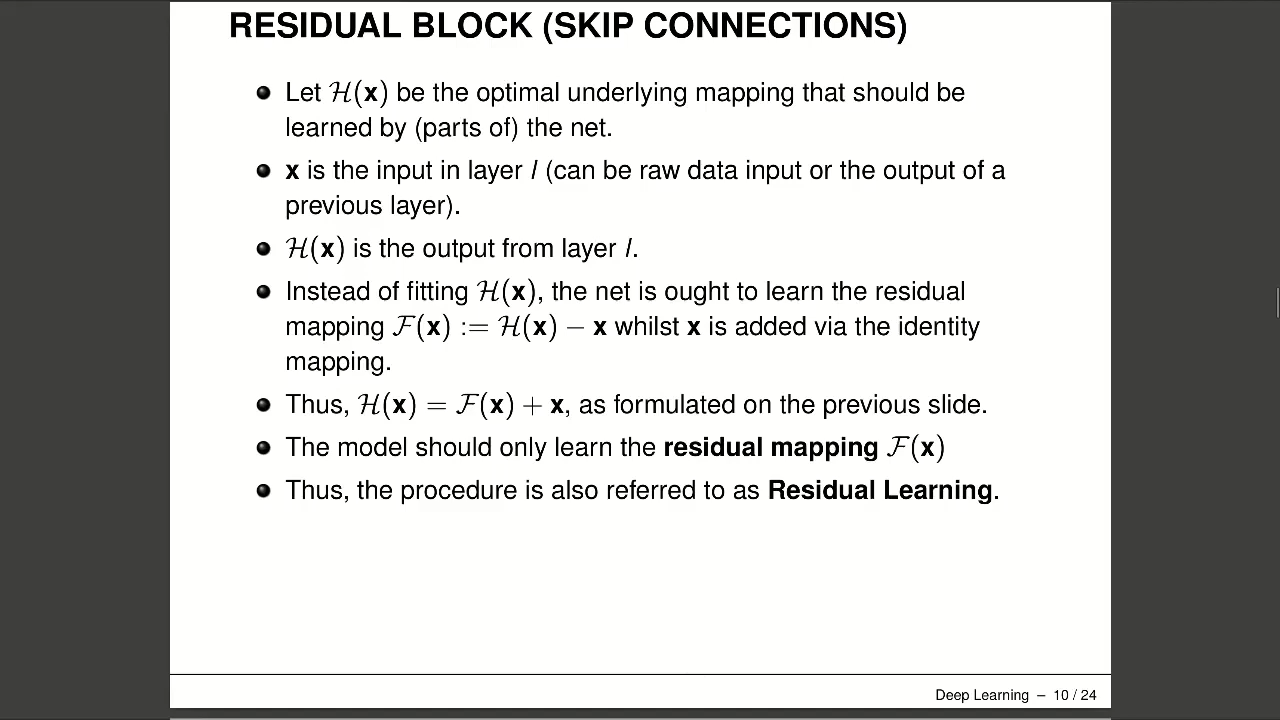 RESIDUAL BLOCK (SKIP CONNECTIONS)
Let ℋ(x) be the optimal underlying mapping that should be
learned by (parts of) the net.
x is the input in layer l (can be raw data input or the output of a
previous layer).
ℋ(x) is the output from layer l.
Instead of fitting ℋ(x), the net is ought to learn the residual
mapping ℱ(x) := ℋ(x) − x whilst x is added via the identity
mapping.
Thus, ℋ(x) = ℱ(x) + x, as formulated on the previous slide.
The model should only learn the residual mapping ℱ(x)
Thus, the procedure is also referred to as Residual Learning.
Deep Learning – 10 / 24